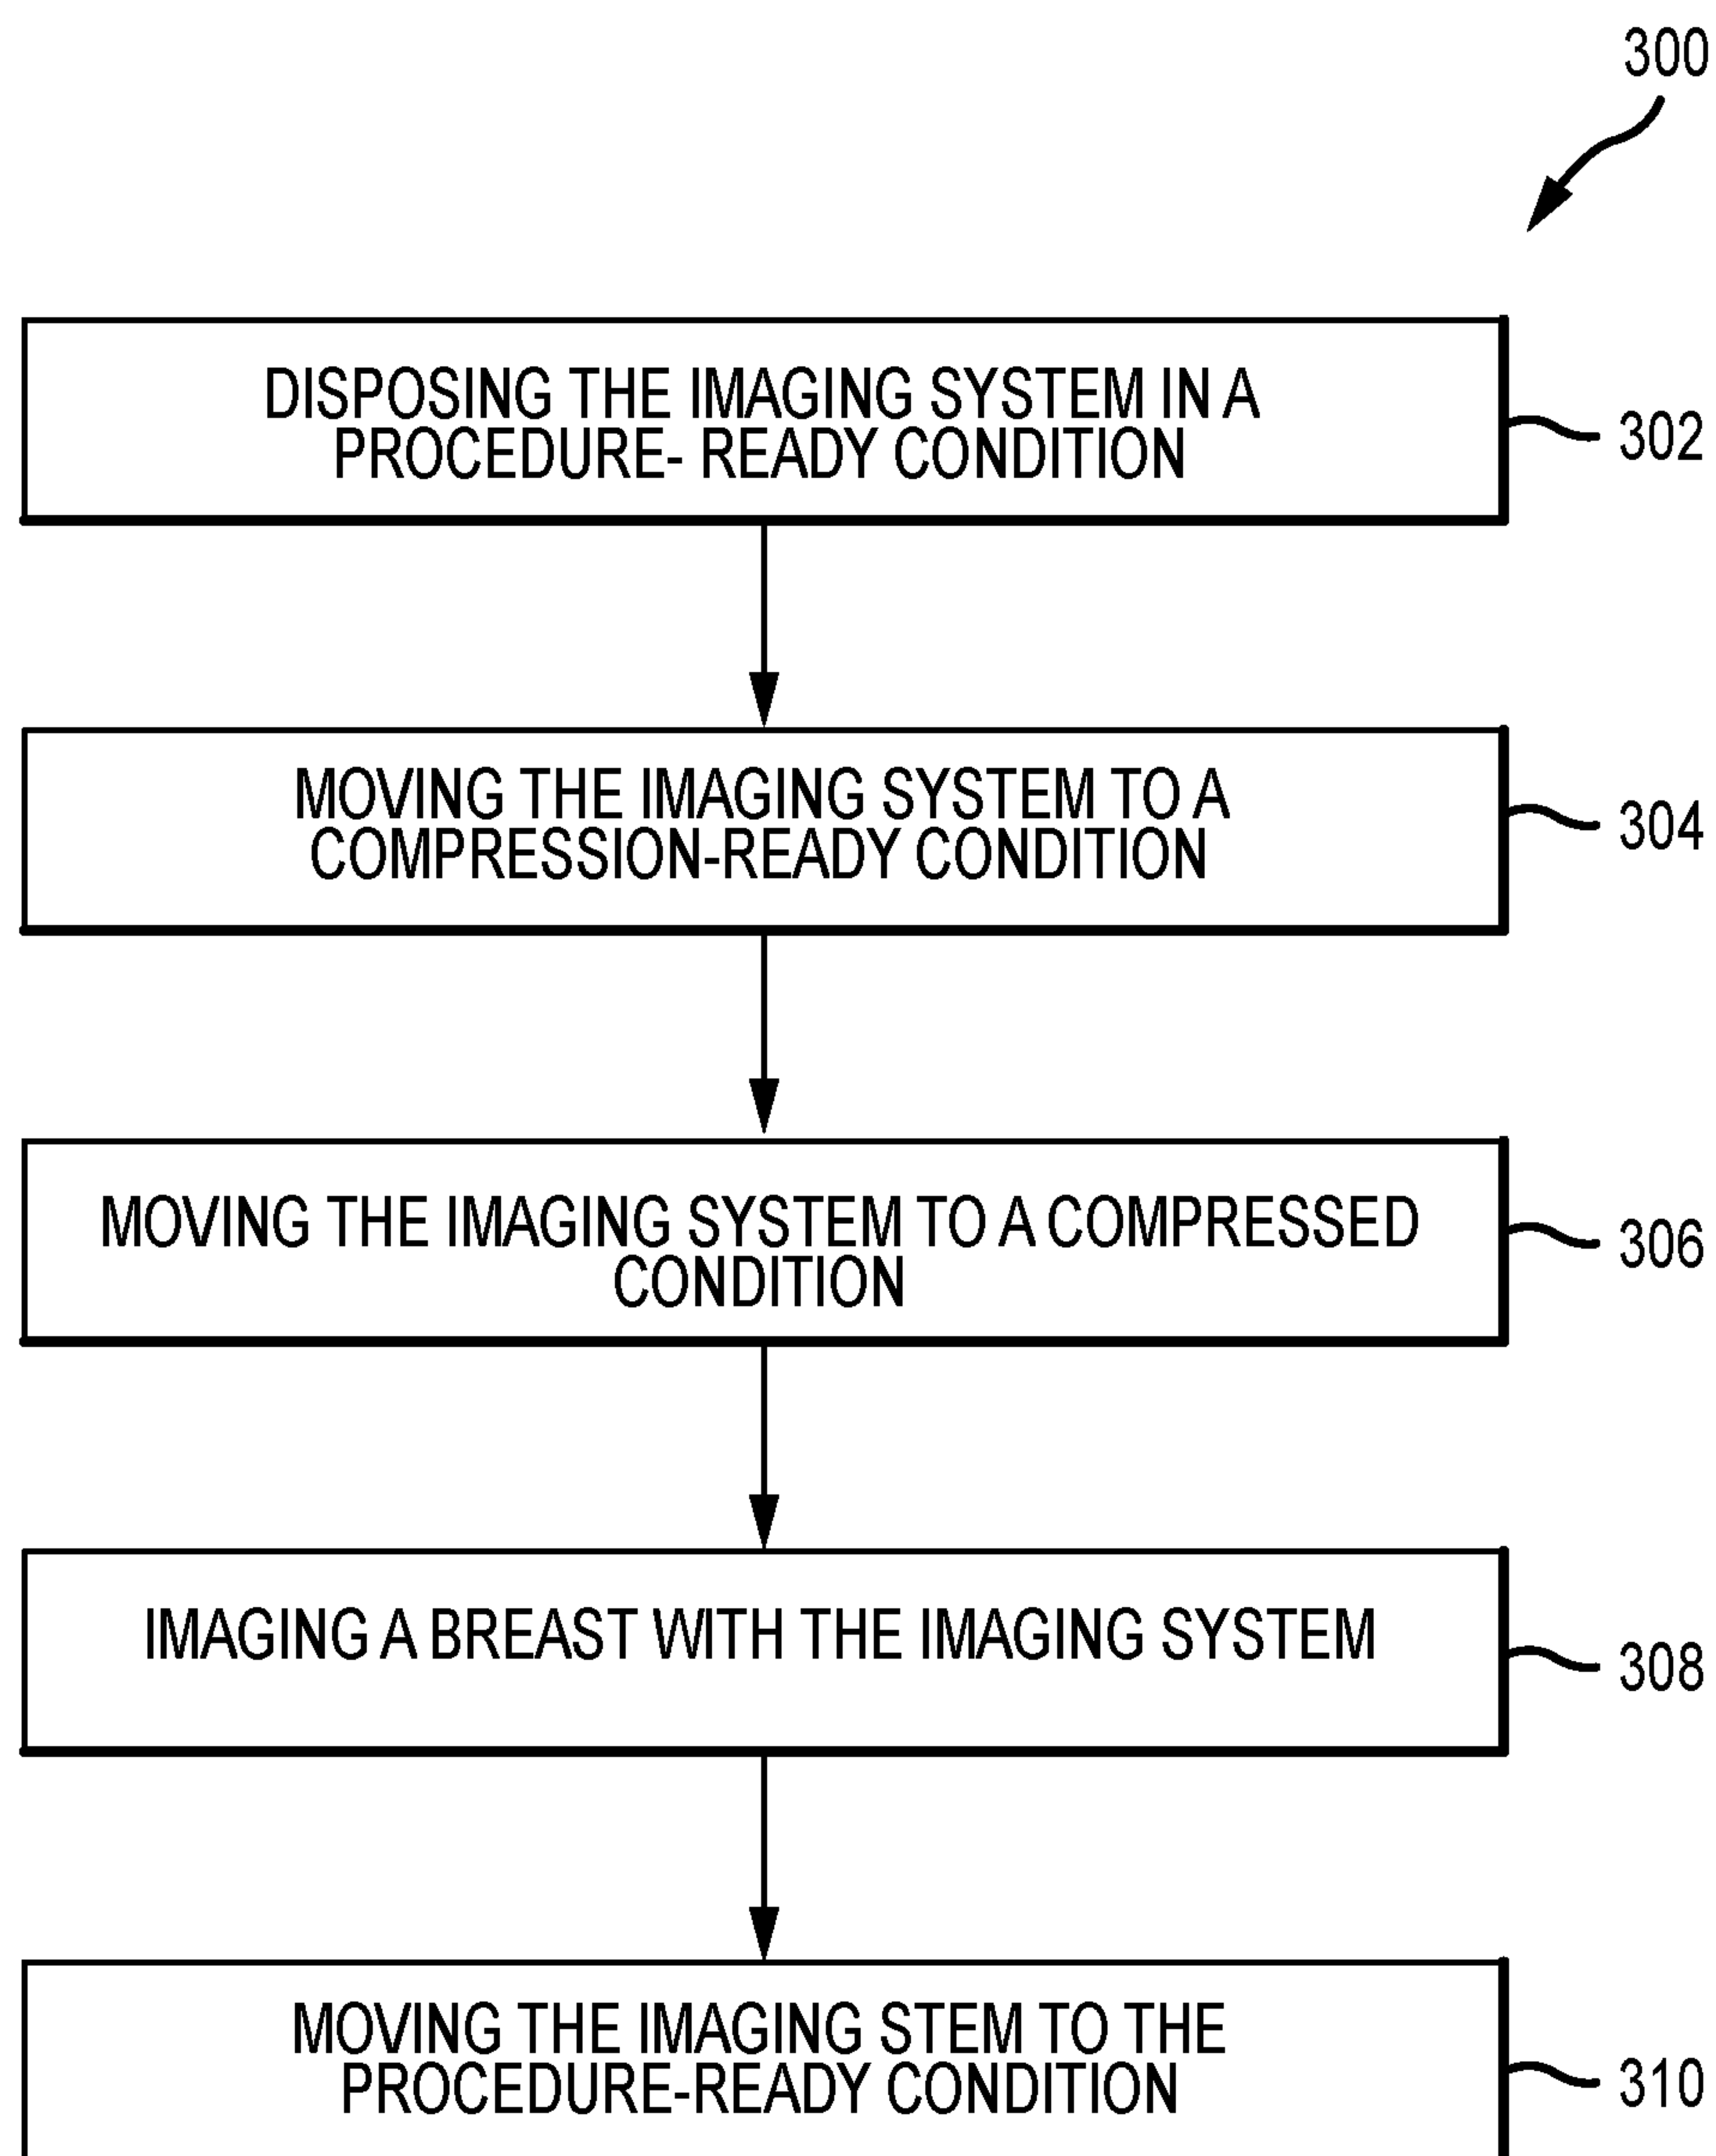 300
DISPOSING THE IMAGING SYSTEM IN A
PROCEDURE- READY CONDITION
302
MOVING THE IMAGING SYSTEM TO A
COMPRESSION-READY CONDITION
304
MOVING THE IMAGING SYSTEM TO A COMPRESSED
CONDITION
306
IMAGING A BREAST WITH THE IMAGING SYSTEM
308
MOVING THE IMAGING STEM TO THE
PROCEDURE-READY CONDITION
310